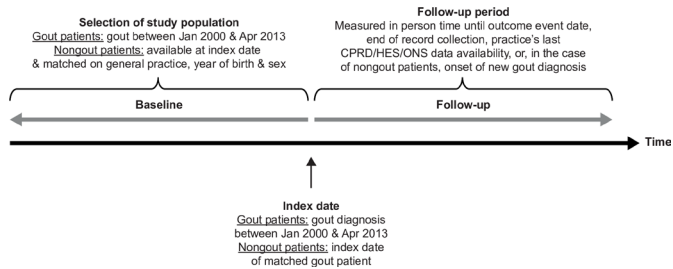 Selection of study population
Gout patients: gout between Jan 2000 & Apr 2013
Nongout patients: available at index date
& matched on general practice, year of birth & sex
Follow-up period
Measured in person time until outcome event date,
end of record collection, practice's last
CPRD/HES/ONS data availability, or, in the case
of nongout patients, onset of new gout diagnosis
Baseline
Follow-up
Time
Index date
Gout patients: gout diagnosis
between Jan 2000 & Apr 2013
Nongout patients: index date
of matched gout patient